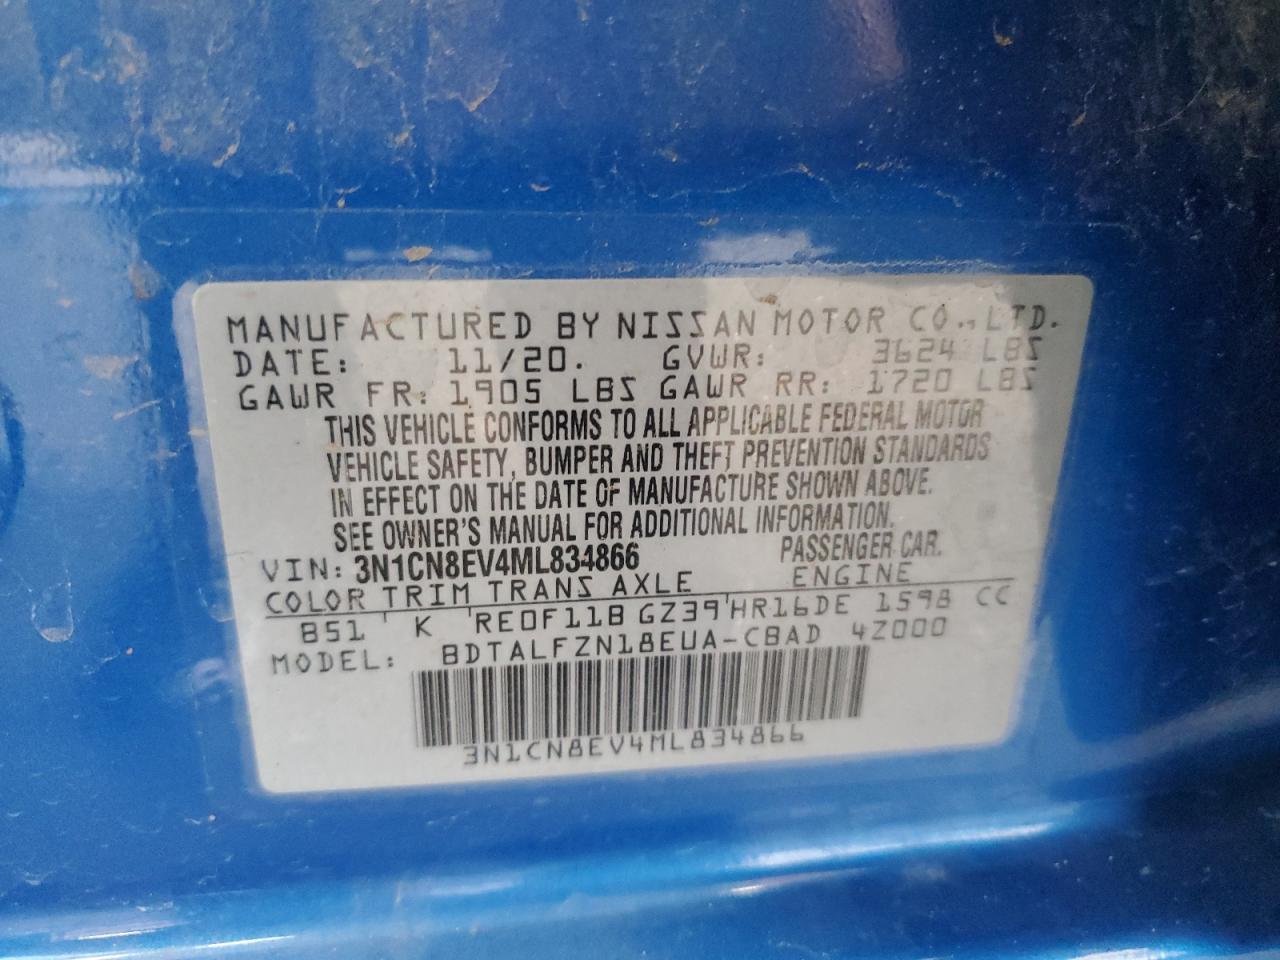 MANUFACTURED BY NISSAN MOTOR CO., LTD.
DATE: 11/20. GVWR: 3624 LBS
GAWR FR: 1905 LBS GAWR RR: 1720 LBS
THIS VEHICLE CONFORMS TO ALL APPLICABLE FEDERAL MOTOR
VEHICLE SAFETY, BUMPER AND THEFT PREVENTION STANDARDS
IN EFFECT ON THE DATE OF MANUFACTURE SHOWN ABOVE.
SEE OWNER'S MANUAL FOR ADDITIONAL INFORMATION.
VIN: 3N1CN8EV4ML834866 PASSENGER CAR.
COLOR TRIM TRANS AXLE ENGINE
B51 K RE0F11B GZ39 HR16DE 1598 CC
MODEL: BDTALFZN18EUA-CBAD 4Z000
3N1CN8EV4ML834866